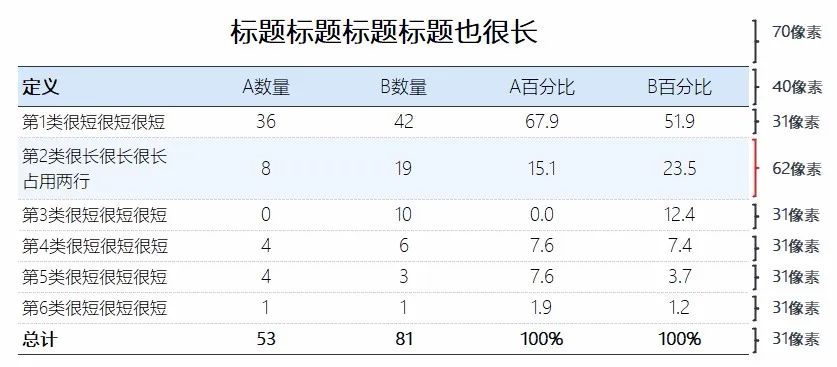 标题标题标题标题也很长 70像素
定义 A数量 B数量 A百分比 B百分比 40像素
第1类很短很短很短 36 42 67.9 51.9 31像素
第2类很长很长很长
占用两行 8 19 15.1 23.5 62像素
第3类很短很短很短 0 10 0.0 12.4 31像素
第4类很短很短很短 4 6 7.6 7.4 31像素
第5类很短很短很短 4 3 7.6 3.7 31像素
第6类很短很短很短 1 1 1.9 1.2 31像素
总计 53 81 100% 100% 31像素